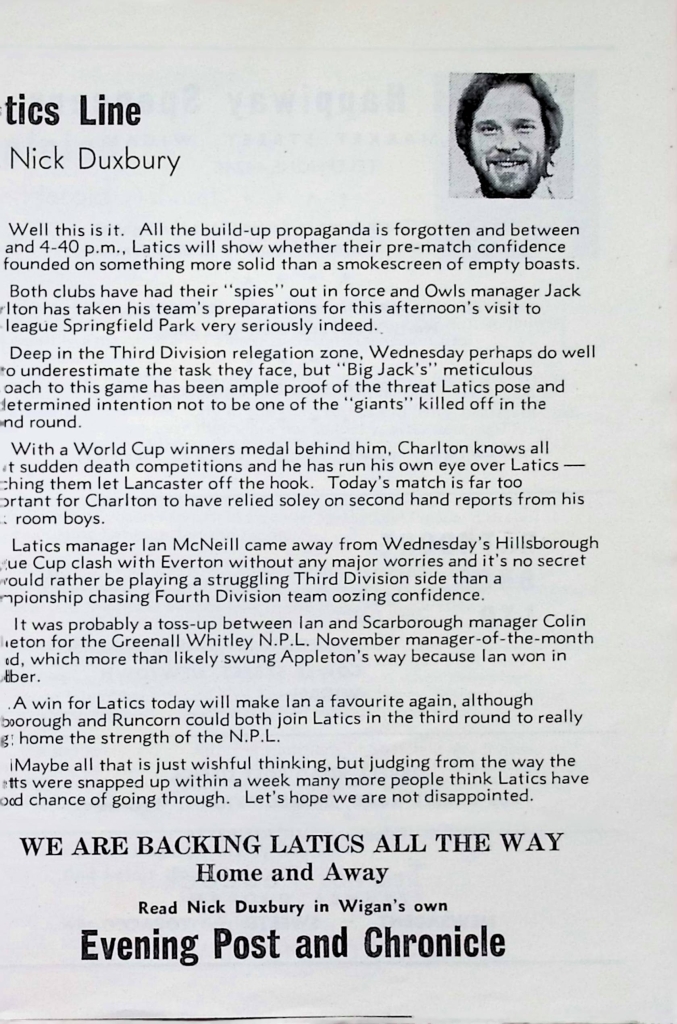 tics Line
Nick Duxbury
Well this is it. All the build-up propaganda is forgotten and between
and 4-40 p.m., Latics will show whether their pre-match confidence
founded on something more solid than a smokescreen of empty boasts.
Both clubs have had their "spies" out in force and Owls manager Jack
rlton has taken his team's preparations for this afternoon's visit to
league Springfield Park very seriously indeed.
Deep in the Third Division relegation zone, Wednesday perhaps do well
o underestimate the task they face, but "Big Jack's" meticulous
oach to this game has been ample proof of the threat Latics pose and
determined intention not to be one of the "giants" killed off in the
nd round.
With a World Cup winners medal behind him, Charlton knows all
t sudden death competitions and he has run his own eye over Latics —
ching them let Lancaster off the hook. Today's match is far too
ortant for Charlton to have relied soley on second hand reports from his
room boys.
Latics manager Ian McNeill came away from Wednesday's Hillsborough
ue Cup clash with Everton without any major worries and it's no secret
would rather be playing a struggling Third Division side than a
mpionship chasing Fourth Division team oozing confidence.
It was probably a toss-up between Ian and Scarborough manager Colin
leton for the Greenall Whitley N.P.L. November manager-of-the-month
d, which more than likely swung Appleton's way because Ian won in
ber.
A win for Latics today will make Ian a favourite again, although
borough and Runcorn could both join Latics in the third round to really
g home the strength of the N.P.L.
Maybe all that is just wishful thinking, but judging from the way the
tts were snapped up within a week many more people think Latics have
ood chance of going through. Let's hope we are not disappointed.
WE ARE BACKING LATICS ALL THE WAY
Home and Away
Read Nick Duxbury in Wigan's own
Evening Post and Chronicle